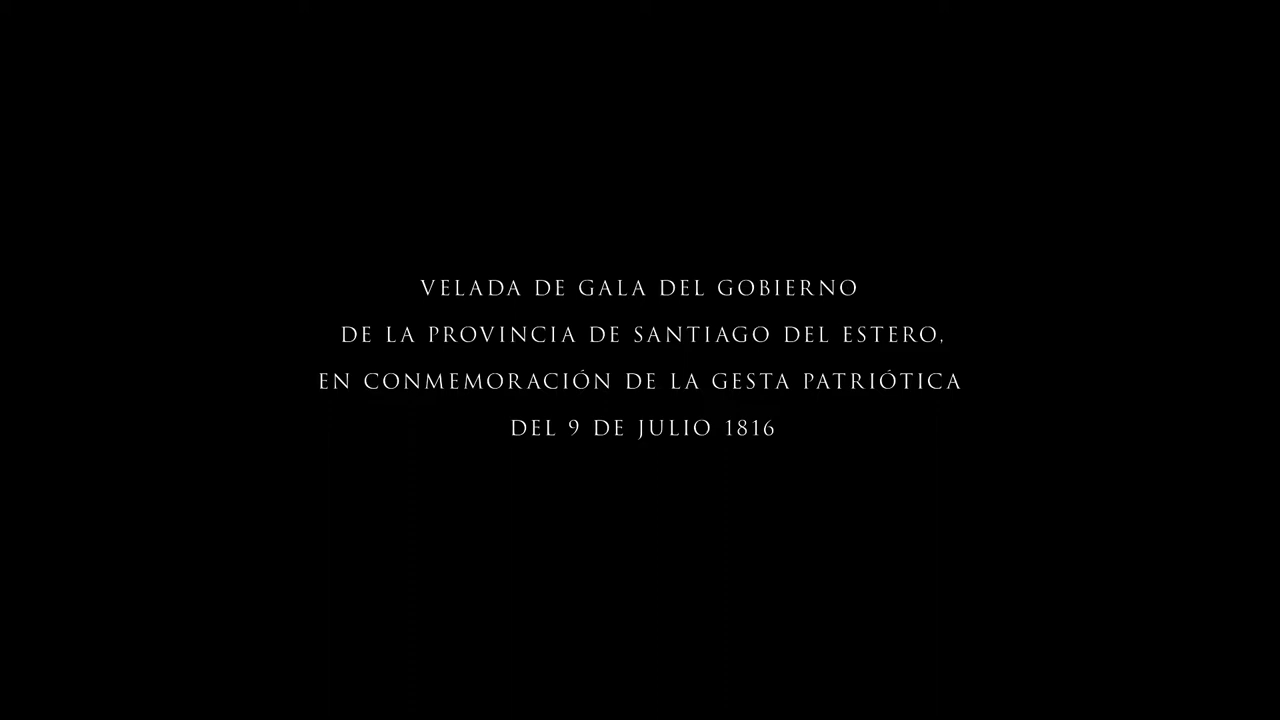 VELADA DE GALA DEL GOBIERNO
DE LA PROVINCIA DE SANTIAGO DEL ESTERO,
EN CONMEMORACIÓN DE LA GESTA PATRIÓTICA
DEL 9 DE JULIO 1816